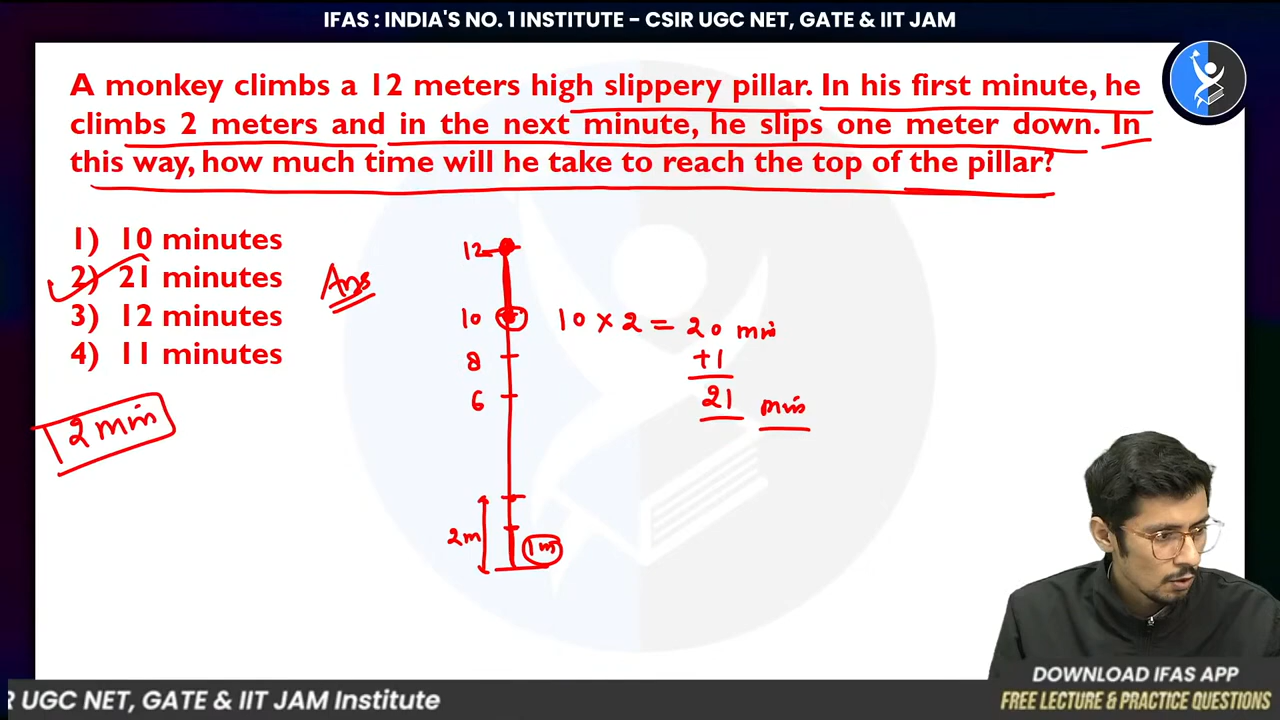 IFAS : INDIA'S NO. 1 INSTITUTE - CSIR UGC NET, GATE & IIT JAM
A monkey climbs a 12 meters high slippery pillar. In his first minute, he
climbs 2 meters and in the next minute, he slips one meter down. In
this way, how much time will he take to reach the top of the pillar?
1) 10 minutes
2) 21 minutes
3) 12 minutes
4) 11 minutes
Ans
2 min
12
10
8
6
2m
1m
10 × 2 = 20 min
+1
21 min
DOWNLOAD IFAS APP
FREE LECTURE & PRACTICE QUESTIONS
R UGC NET, GATE & IIT JAM Institute